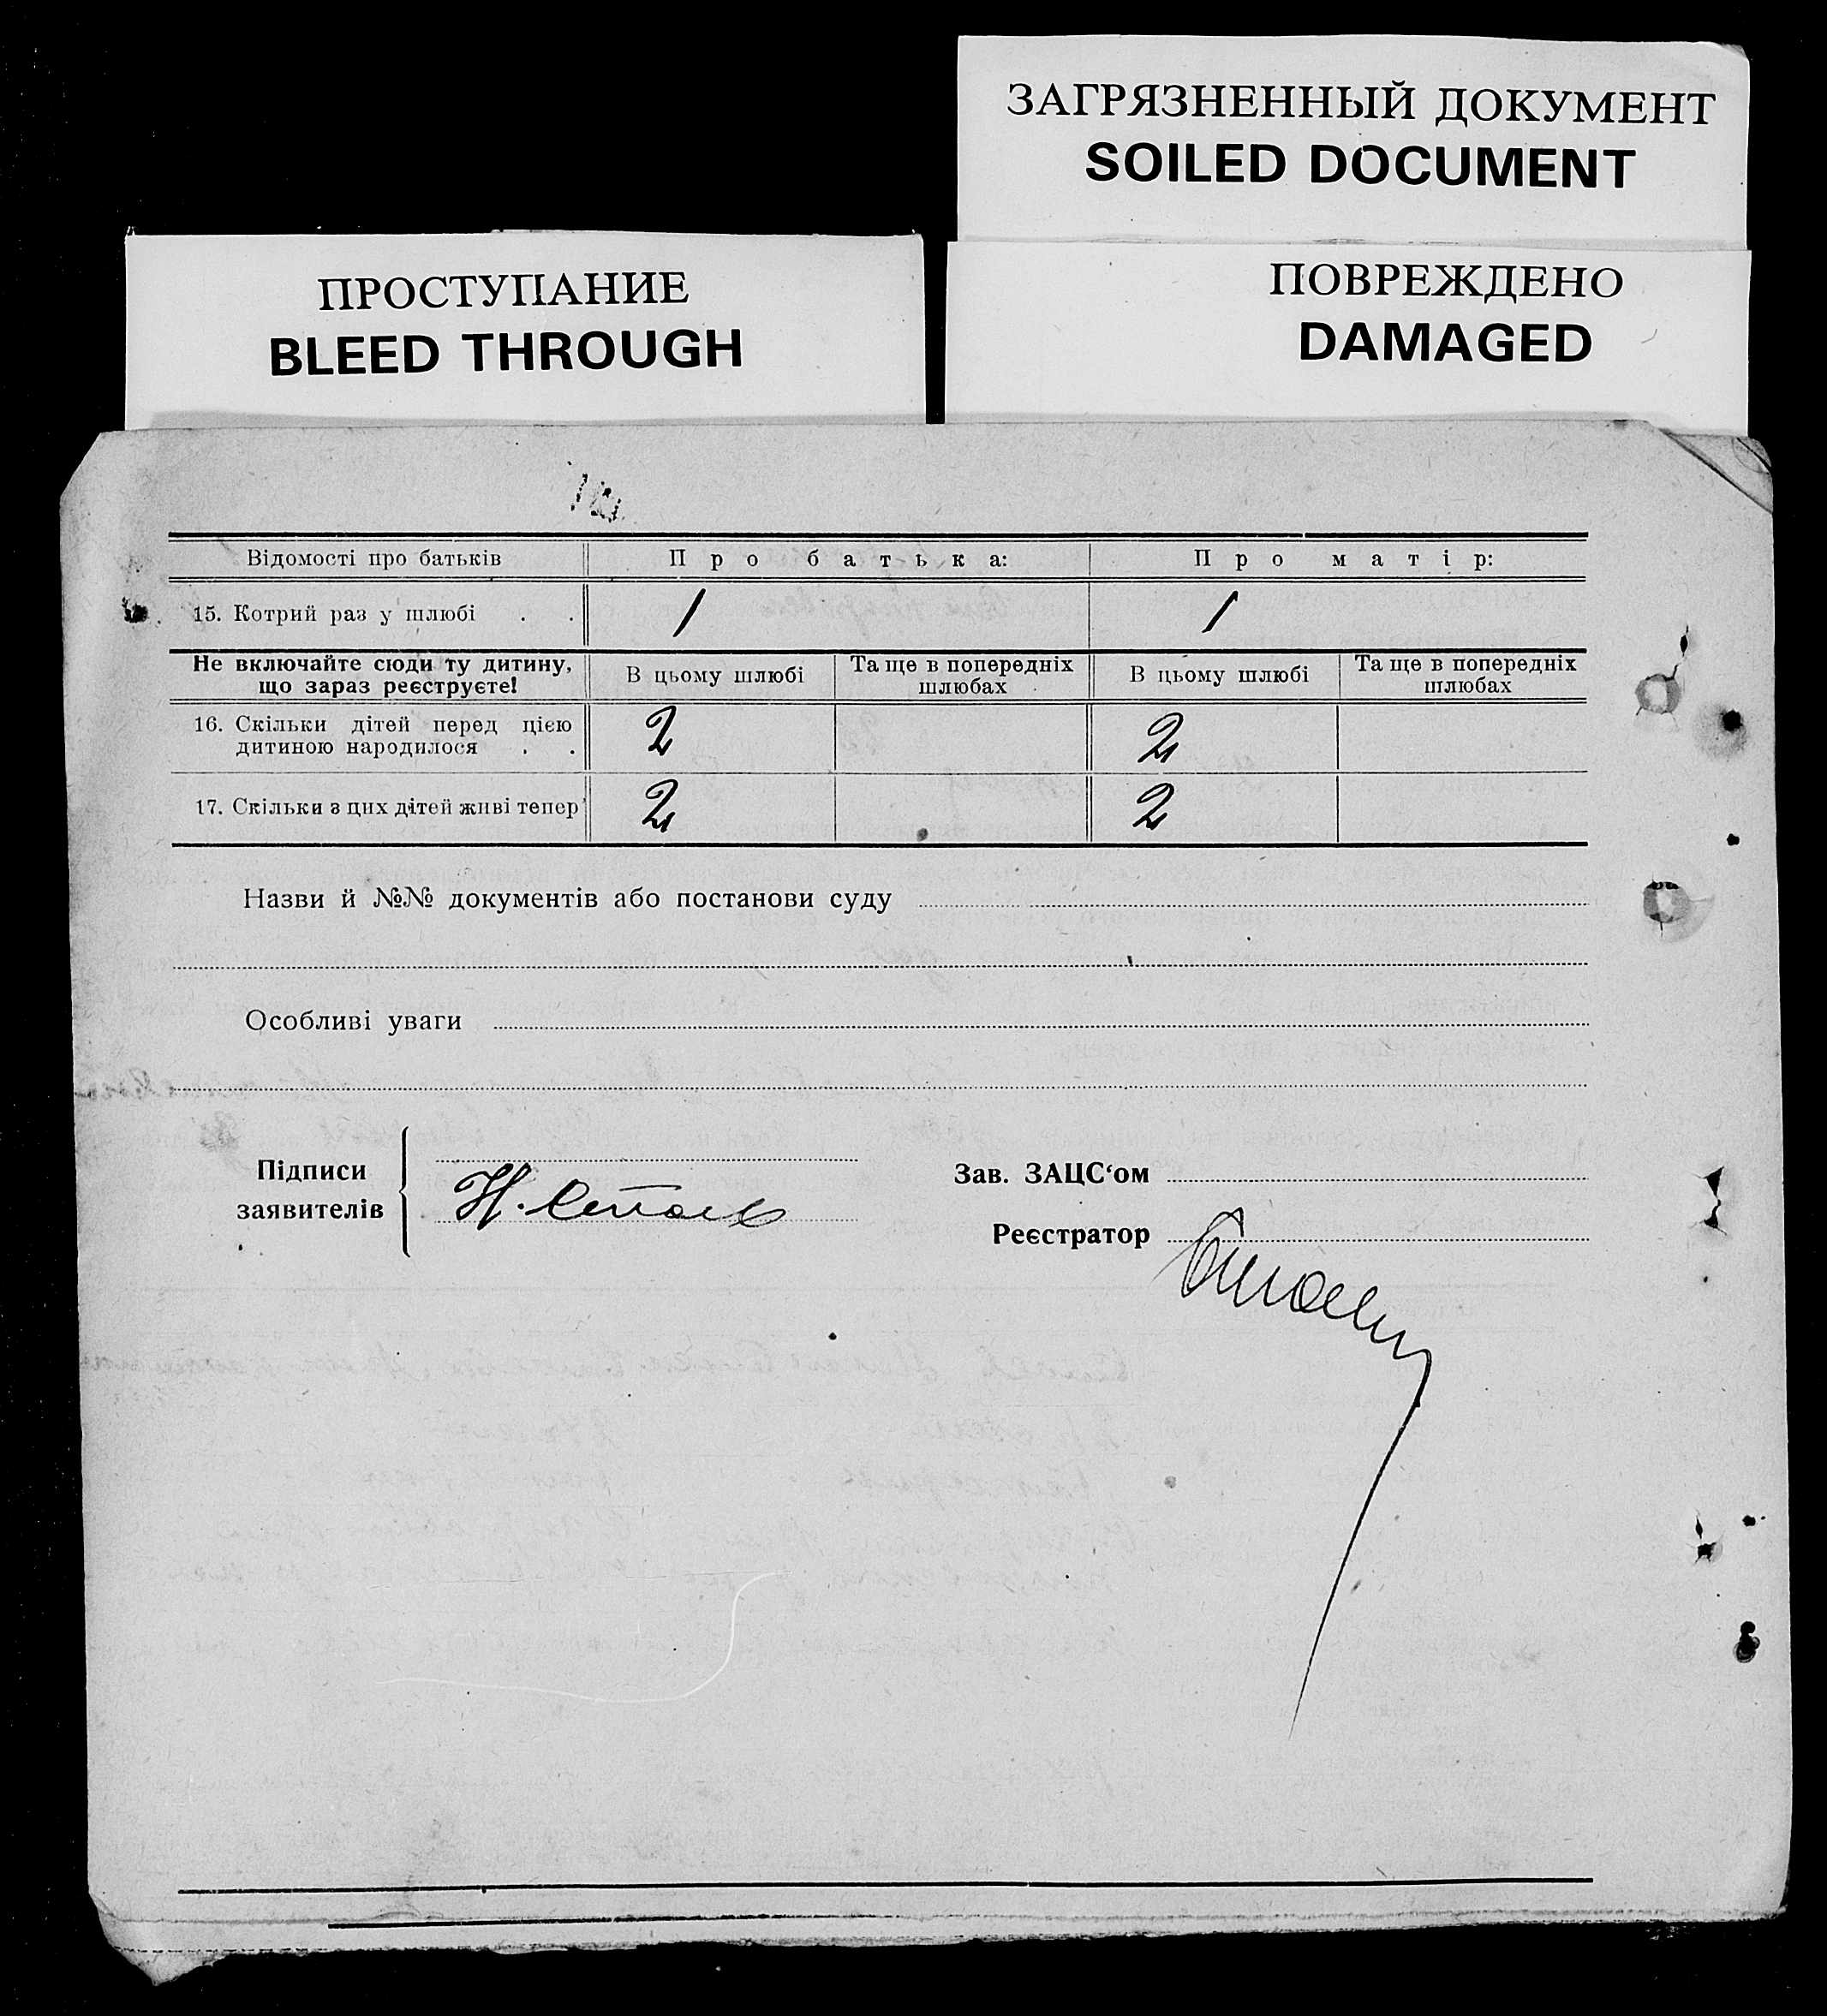 ЗАГРЯЗНЕННЫЙ ДОКУМЕНТ
SOILED DOCUMENT
ПРОСТУПАНИЕ
BLEED THROUGH
ПОВРЕЖДЕНО
DAMAGED
Відомості про батьків Про батька: Про матір:
15. Котрий раз у шлюбі . . 1 1
Не включайте сюди ту дитину, що зараз реєструєте! В цьому шлюбі Та ще в попередніх шлюбах В цьому шлюбі Та ще в попередніх шлюбах
16. Скільки дітей перед цією
дитиною народилося . . 2 2
17. Скільки з цих дітей живі тепер 2 2
Назви й №№ документів або постанови суду
Особливі уваги
Підписи
заявителів
Н.
Зав. ЗАЦС‘ом
Реєстратор